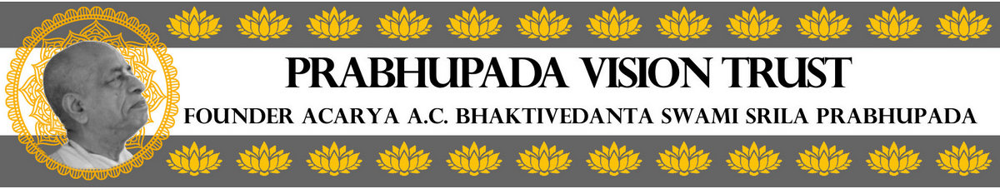 PRABHUPADA VISION TRUST
FOUNDER ACARYA A.C. BHAKTIVEDANTA SWAMI SRILA PRABHUPADA